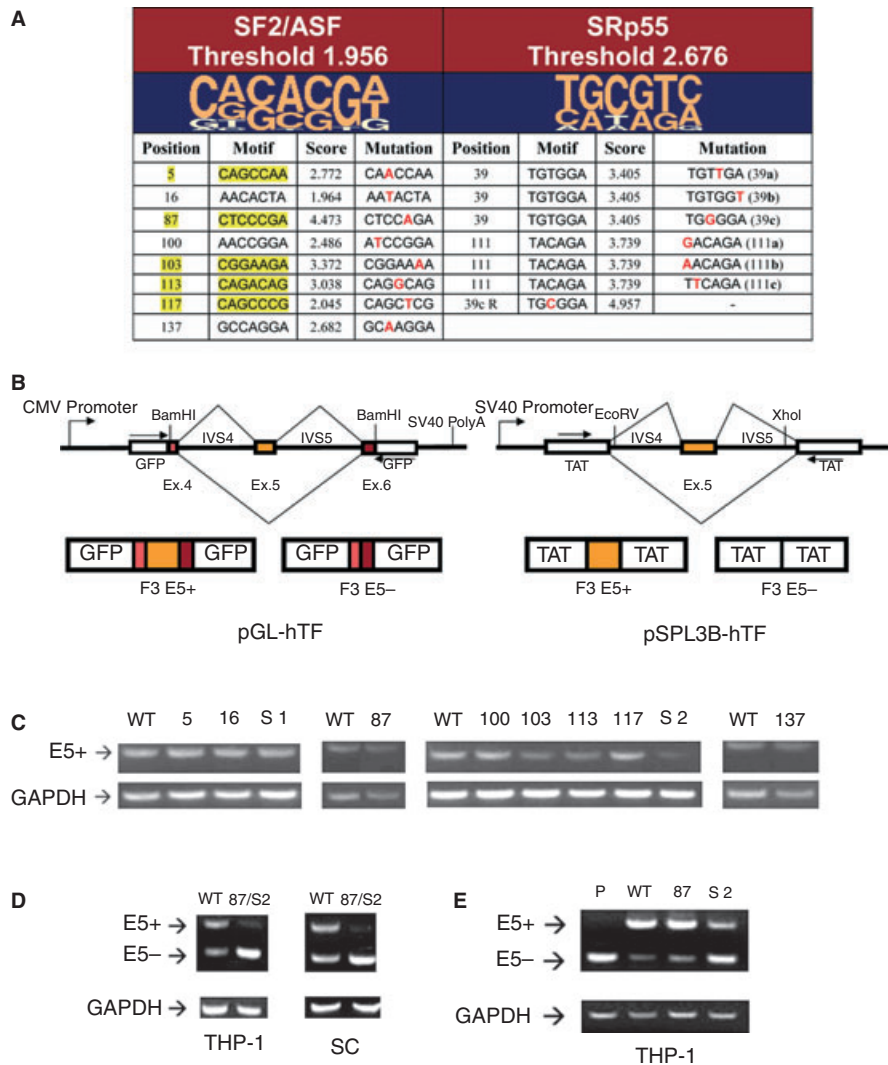 A
SF2/ASF
Threshold 1.956
SRp55
Threshold 2.676
Position Motif Score Mutation Position Motif Score Mutation
5 CAGCCAA 2.772 CAACCAA 39 TGTGGA 3.405 TGTTGA (39a)
16 AACACTA 1.964 AATACTA 39 TGTGGA 3.405 TGTGGT (39b)
87 CTCCCGA 4.473 CTCCAGA 39 TGTGGA 3.405 TGGGGA (39c)
100 AACCGGA 2.486 ATCCGGA 111 TACAGA 3.739 GACAGA (111a)
103 CGGAAGA 3.372 CGGAAAA 111 TACAGA 3.739 AACAGA (111b)
113 CAGACAG 3.038 CAGGCAG 111 TACAGA 3.739 TTCAGA (111c)
117 CAGCCCG 2.045 CAGCTCG 39c R TGCGGA 4.957 -
137 GCCAGGA 2.682 GCAAGGA
B
CMV Promoter BamHI BamHI SV40 PolyA
IVS4 IVS5
GFP GFP
Ex.4 Ex.5 Ex.6
GFP GFP GFP GFP
F3 E5+ F3 E5–
pGL-hTF
SV40 Promoter EcoRV XhoI
IVS4 IVS5
TAT TAT
Ex.5
TAT TAT TAT TAT
F3 E5+ F3 E5–
pSPL3B-hTF
C
WT 5 16 S 1 WT 87 WT 100 103 113 117 S 2 WT 137
E5+ →
GAPDH →
D
WT 87/S2 WT 87/S2
E5+ →
E5– →
GAPDH →
THP-1 SC
E
P WT 87 S 2
E5+ →
E5– →
GAPDH →
THP-1